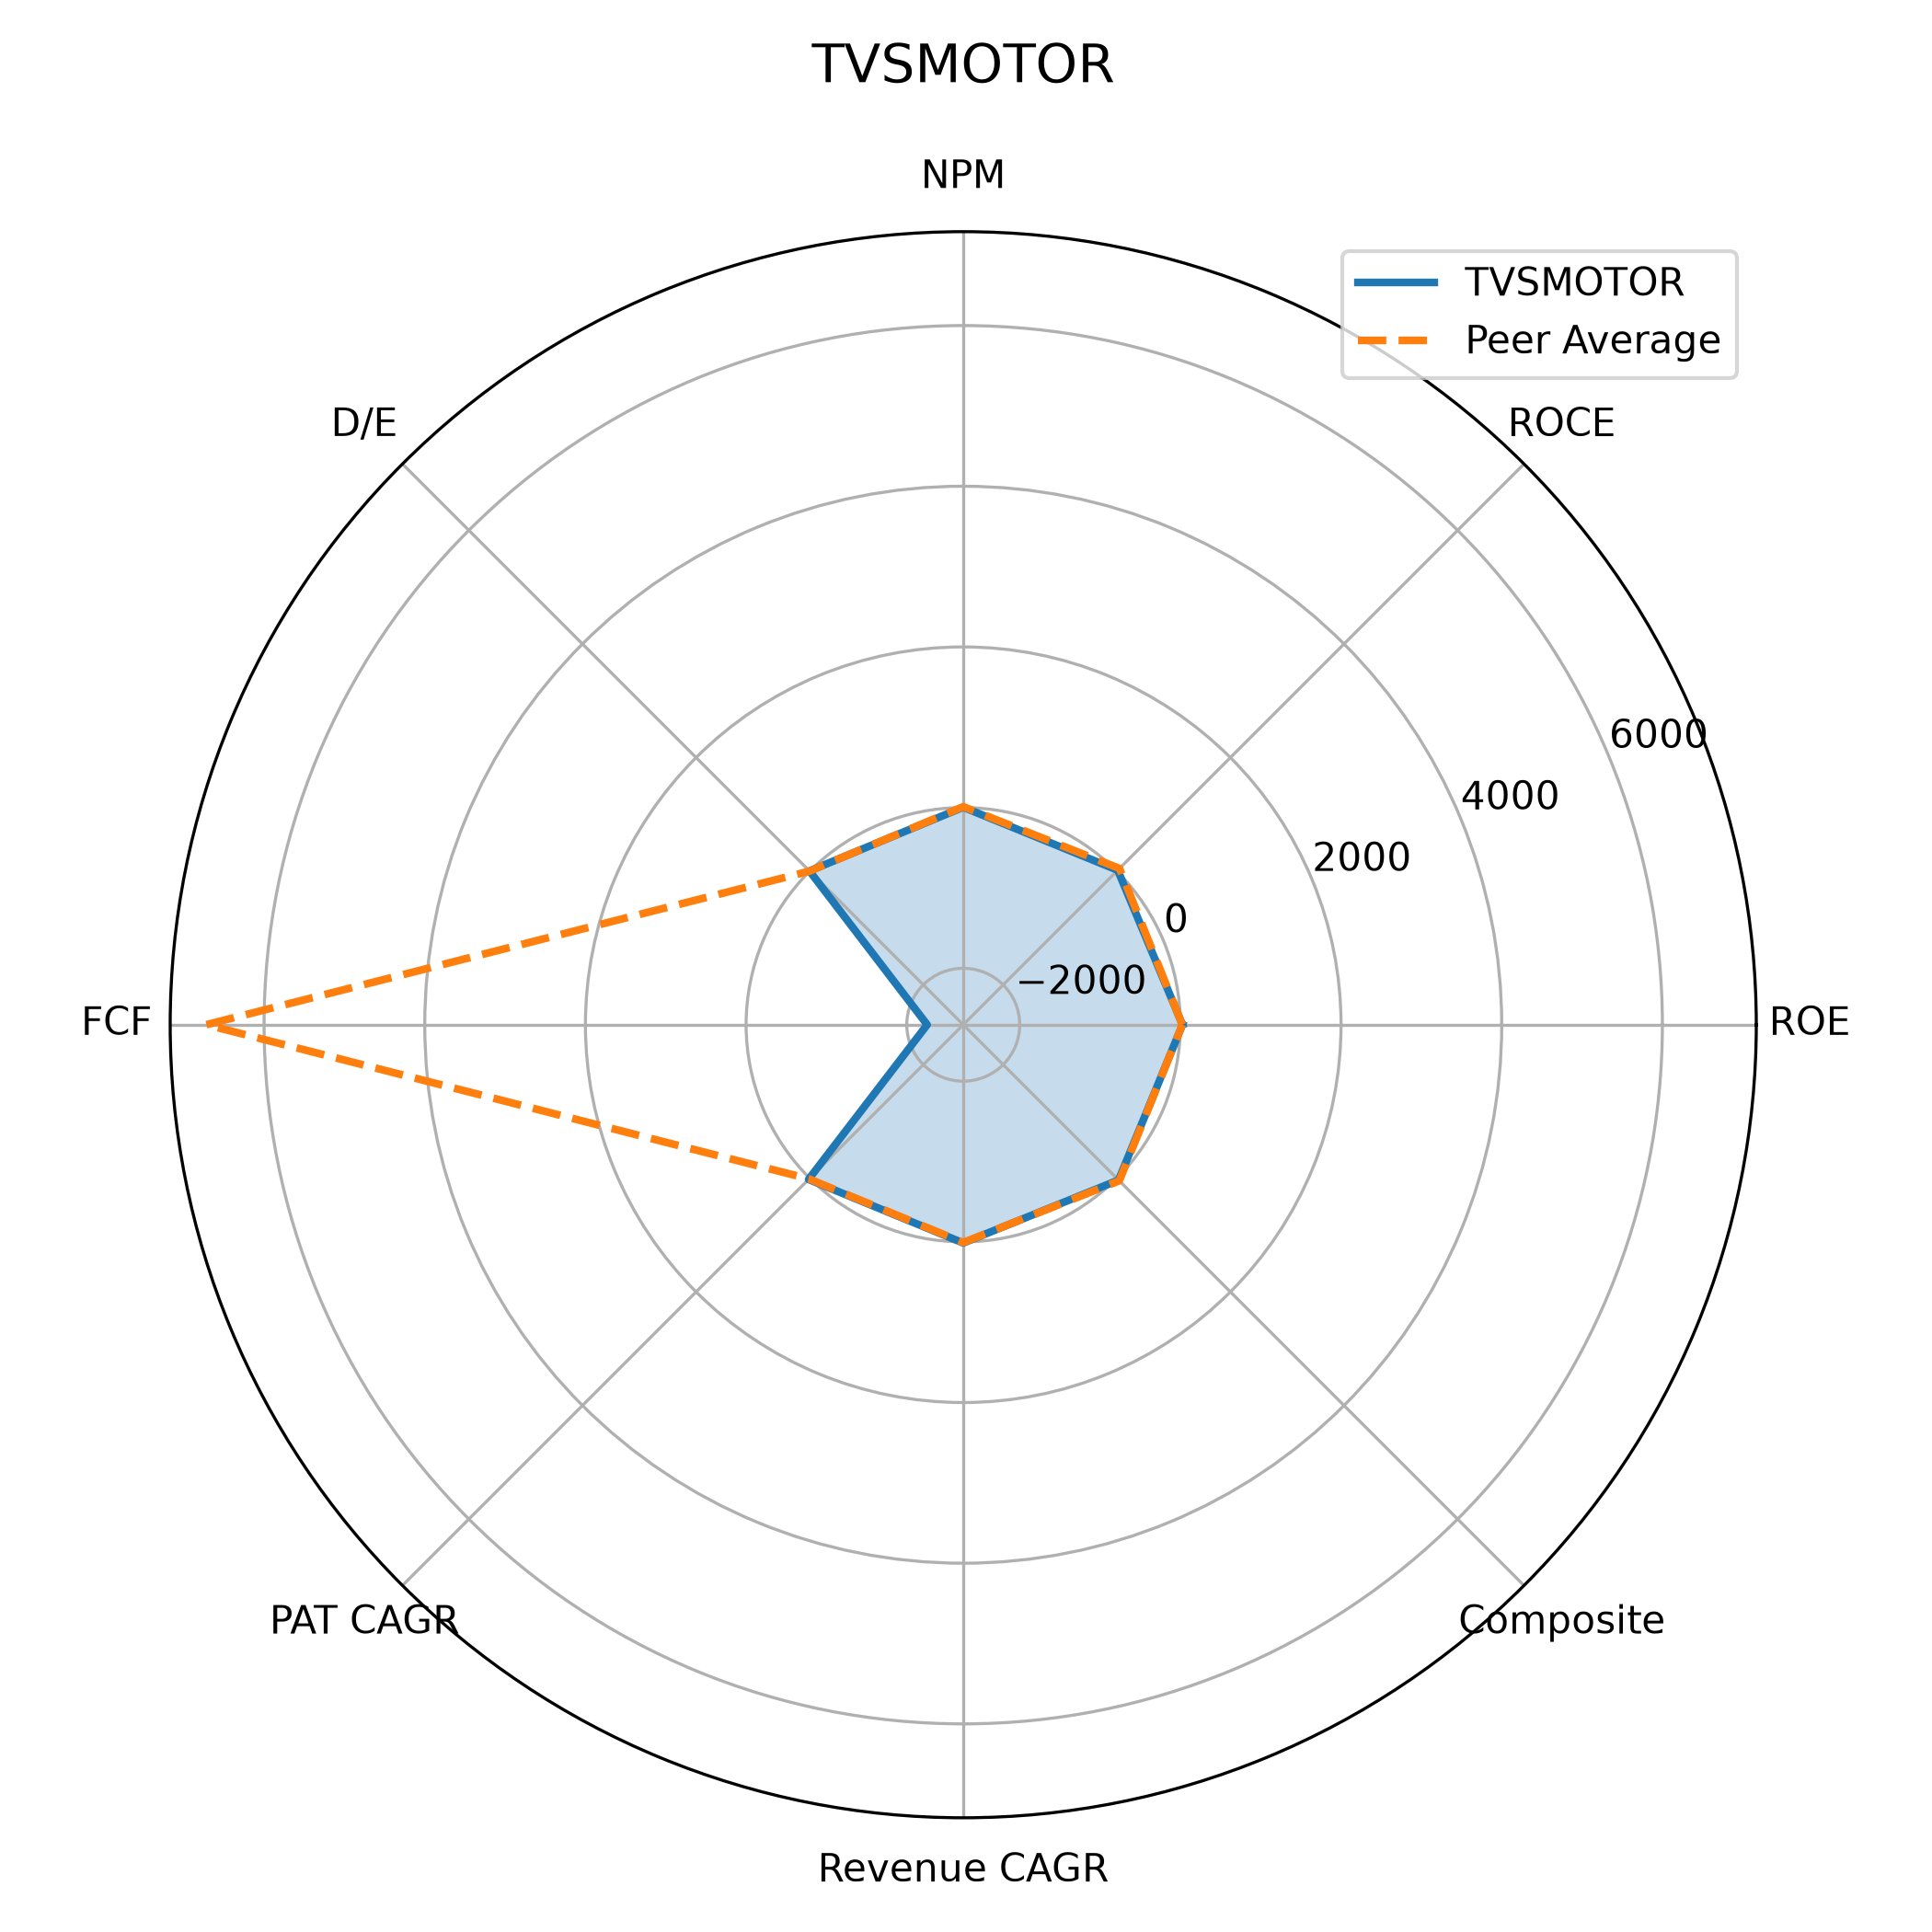 TVSMOTOR
NPM
TVSMOTOR
Peer Average
D/E
ROCE
6000
4000
2000
0
−2000
FCF
ROE
PAT CAGR
Composite
Revenue CAGR